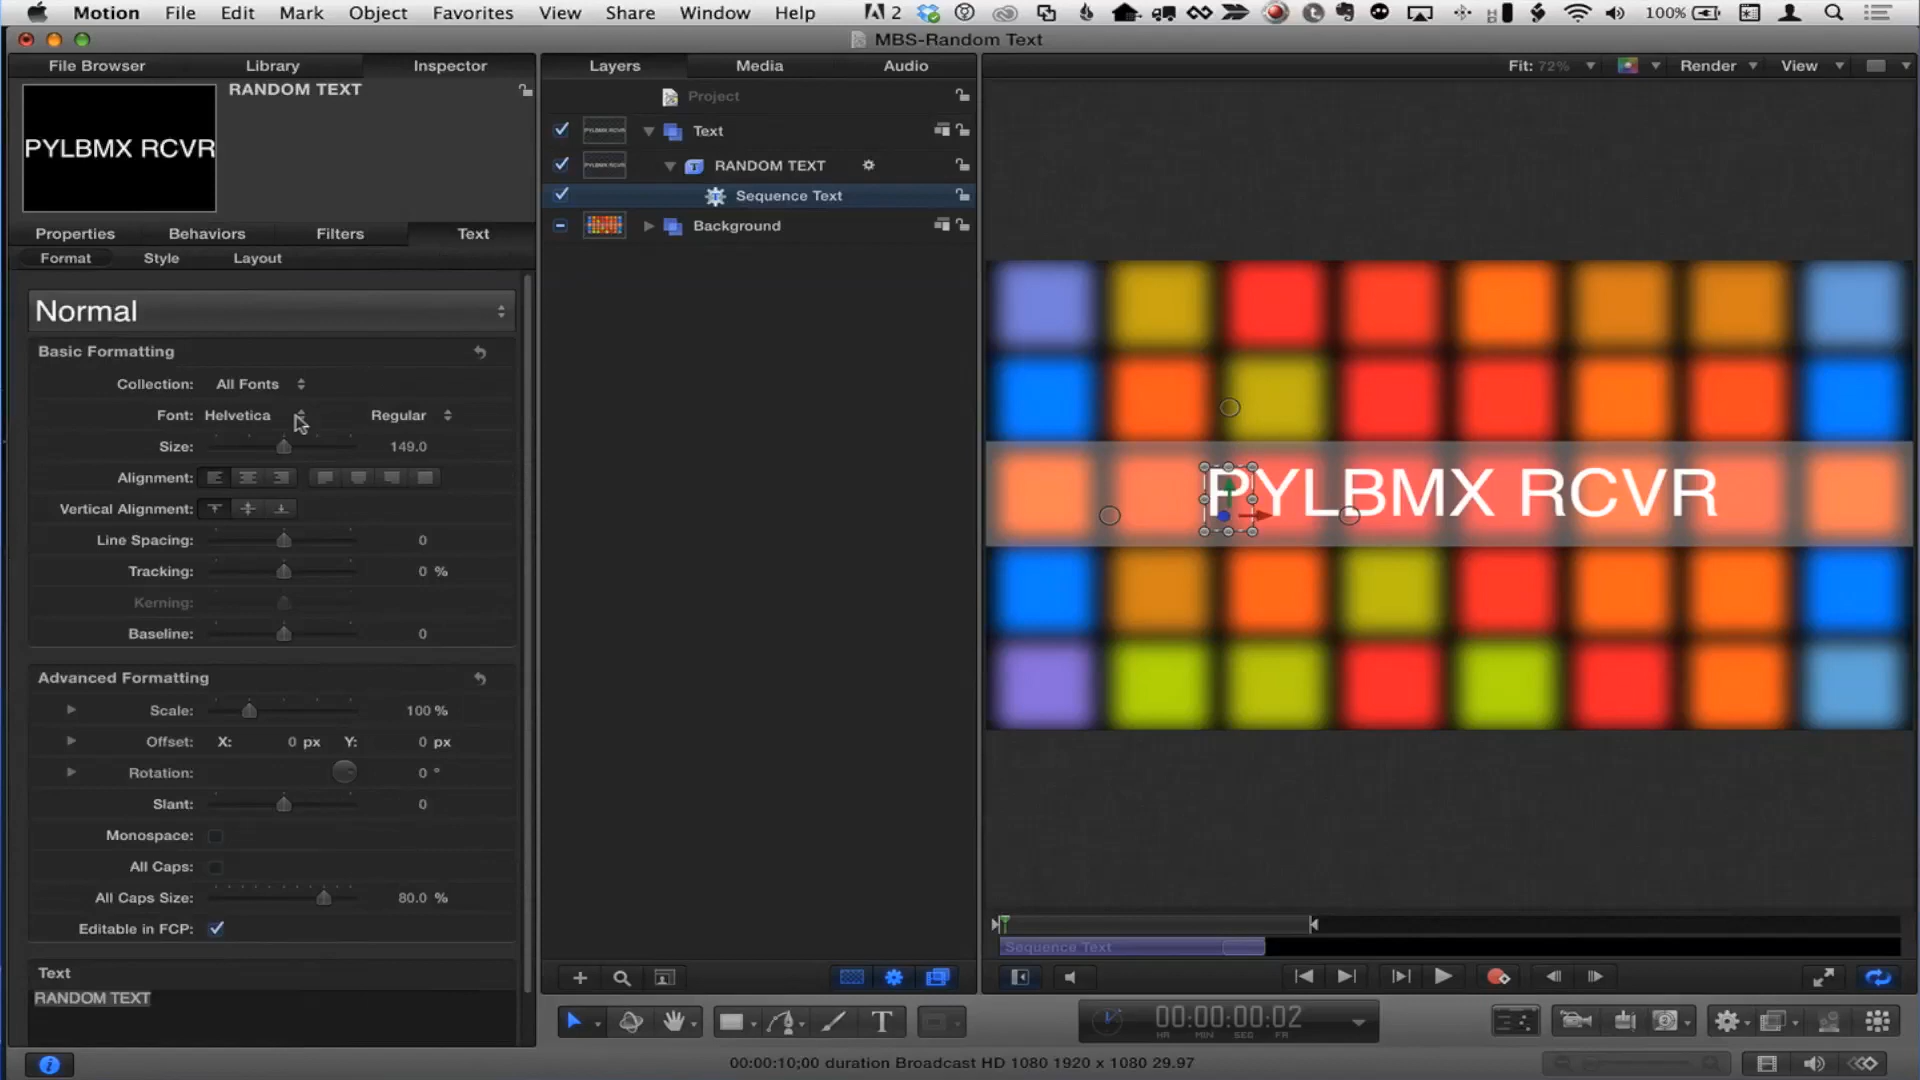 Motion File Edit Mark Object Favorites View Share Window Help 2 100%
MBS-Random Text
File Browser Library Inspector
Layers Media Audio
Fit: 72% Render View
RANDOM TEXT
PYLBMX RCVR
Project
Text
RANDOM TEXT
Sequence Text
Background
Properties Behaviors Filters Text
Format Style Layout
Normal
Basic Formatting
Collection: All Fonts
Font: Helvetica Regular
Size: 149.0
Alignment:
Vertical Alignment:
Line Spacing: 0
Tracking: 0 %
Kerning:
Baseline: 0
Advanced Formatting
Scale: 100 %
Offset: X: 0 px Y: 0 px
Rotation: 0 °
Slant: 0
Monospace:
All Caps:
All Caps Size: 80.0 %
Editable in FCP:
Text
RANDOM TEXT
PYLBMX RCVR
Sequence Text
T
00:00:00:02
HR MIN SEC FR
00:00:10;00 duration Broadcast HD 1080 1920 x 1080 29.97